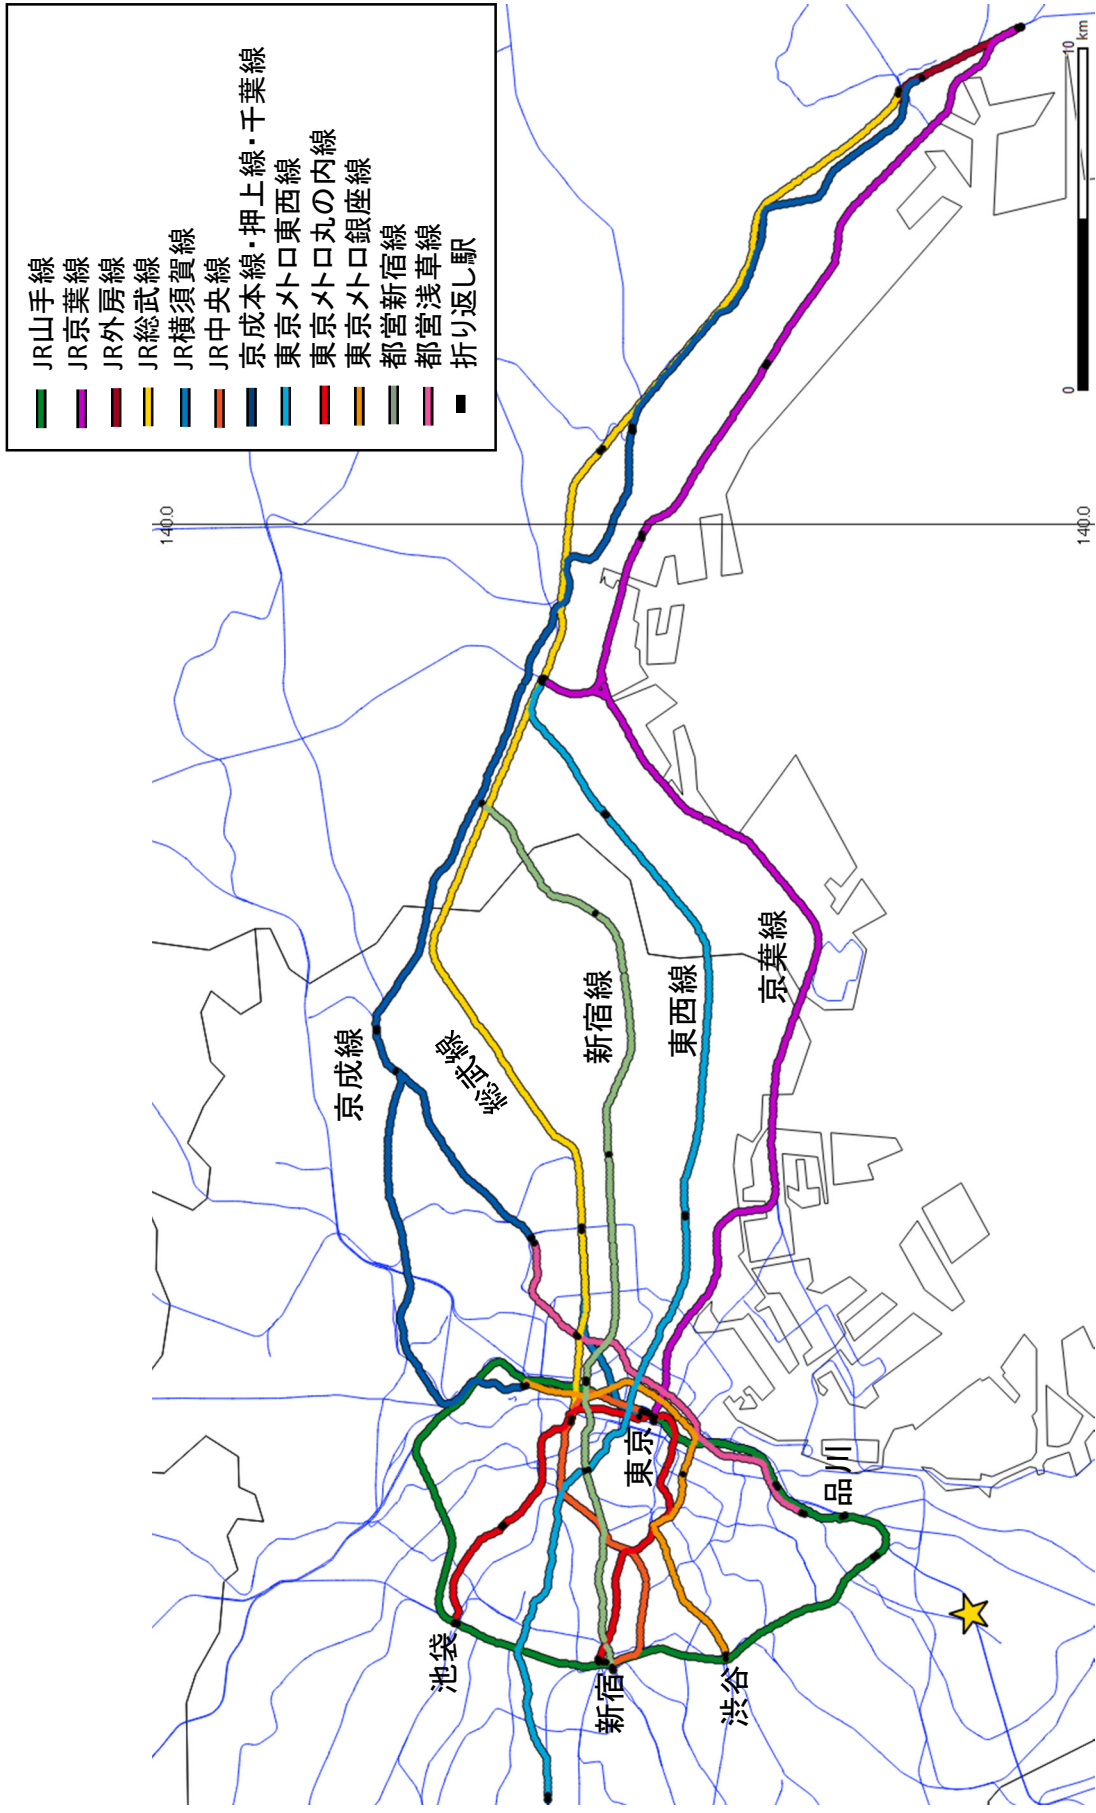 JR山手線
JR京葉線
JR外房線
JR総武線
JR横須賀線
JR中央線
京成本線・押上線・千葉線
東京メトロ東西線
東京メトロ丸の内線
東京メトロ銀座線
都営新宿線
都営浅草線
折り返し駅
140.0
140.0
0
10
km
京成線
総武線
新宿線
東西線
京葉線
東京
品川
池袋
新宿
渋谷